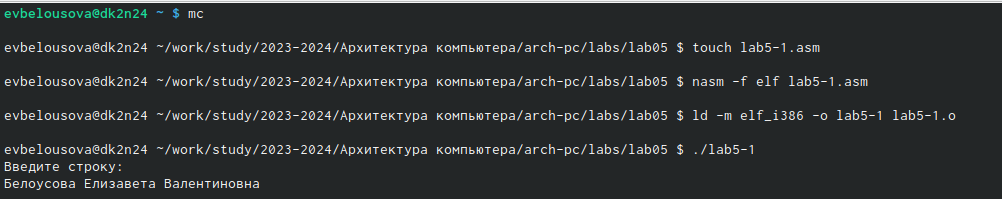 evbelousova@dk2n24 ~ $ mc
evbelousova@dk2n24 ~/work/study/2023-2024/Архитектура компьютера/arch-pc/labs/lab05 $ touch lab5-1.asm
evbelousova@dk2n24 ~/work/study/2023-2024/Архитектура компьютера/arch-pc/labs/lab05 $ nasm -f elf lab5-1.asm
evbelousova@dk2n24 ~/work/study/2023-2024/Архитектура компьютера/arch-pc/labs/lab05 $ ld -m elf_i386 -o lab5-1 lab5-1.o
evbelousova@dk2n24 ~/work/study/2023-2024/Архитектура компьютера/arch-pc/labs/lab05 $ ./lab5-1
Введите строку:
Белоусова Елизавета Валентиновна